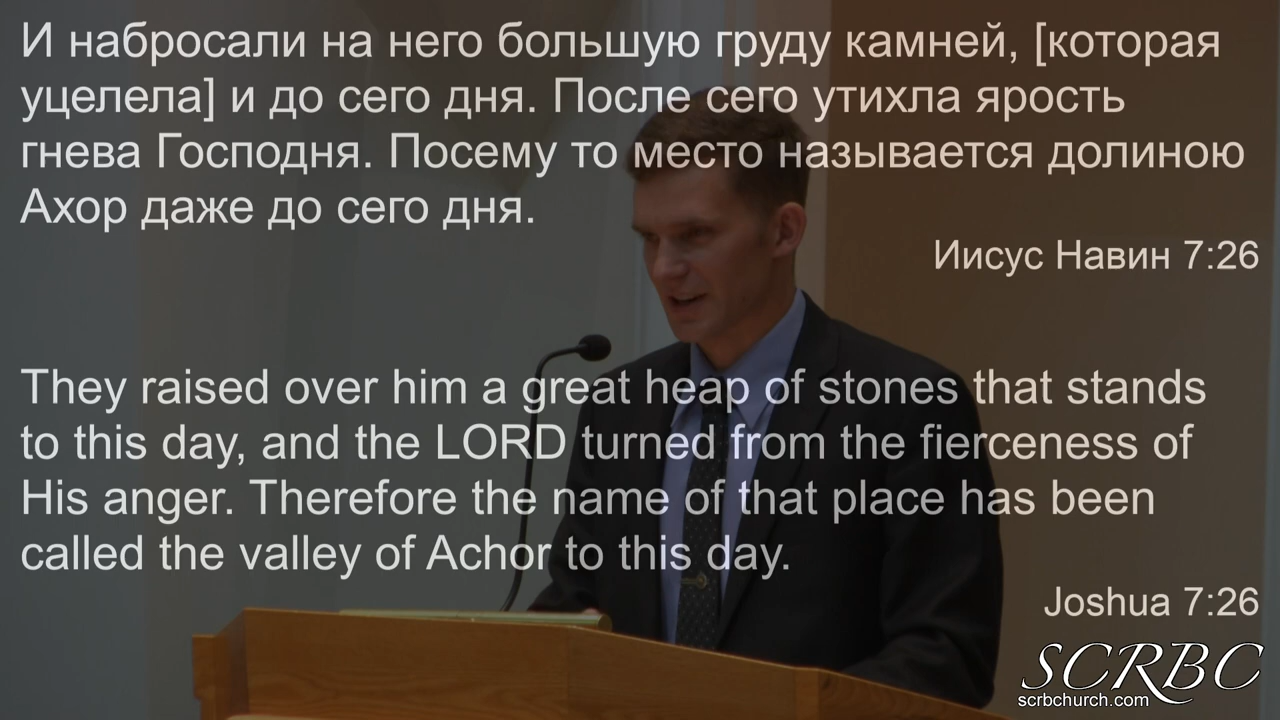 И набросали на него большую груду камней, [которая
уцелела] и до сего дня. После сего утихла ярость
гнева Господня. Посему то место называется долиною
Ахор даже до сего дня.
Иисус Навин 7:26
They raised over him a great heap of stones that stands
to this day, and the LORD turned from the fierceness of
His anger. Therefore the name of that place has been
called the valley of Achor to this day.
Joshua 7:26
SCRBC
scrbchurch.com